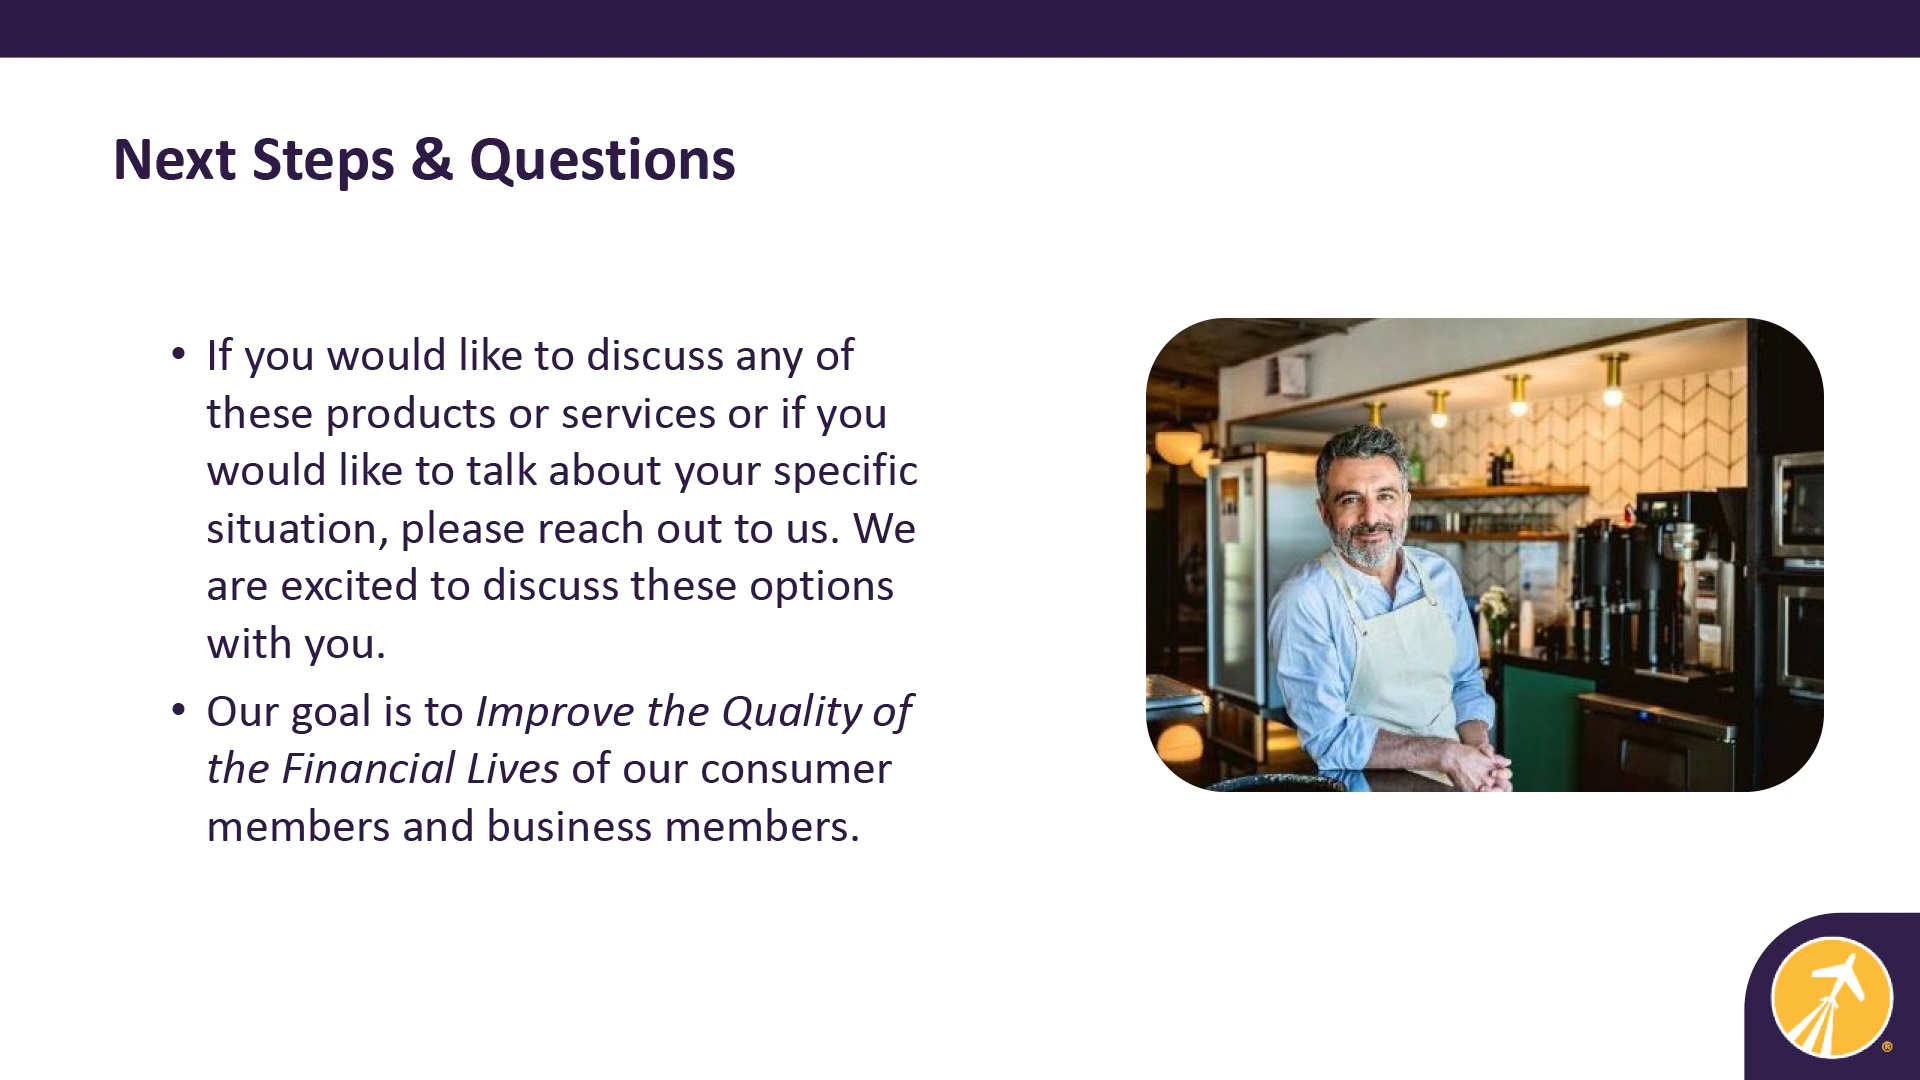 Next Steps & Questions
• If you would like to discuss any of
these products or services or if you
would like to talk about your specific
situation, please reach out to us. We
are excited to discuss these options
with you.
• Our goal is to Improve the Quality of
the Financial Lives of our consumer
members and business members.
®